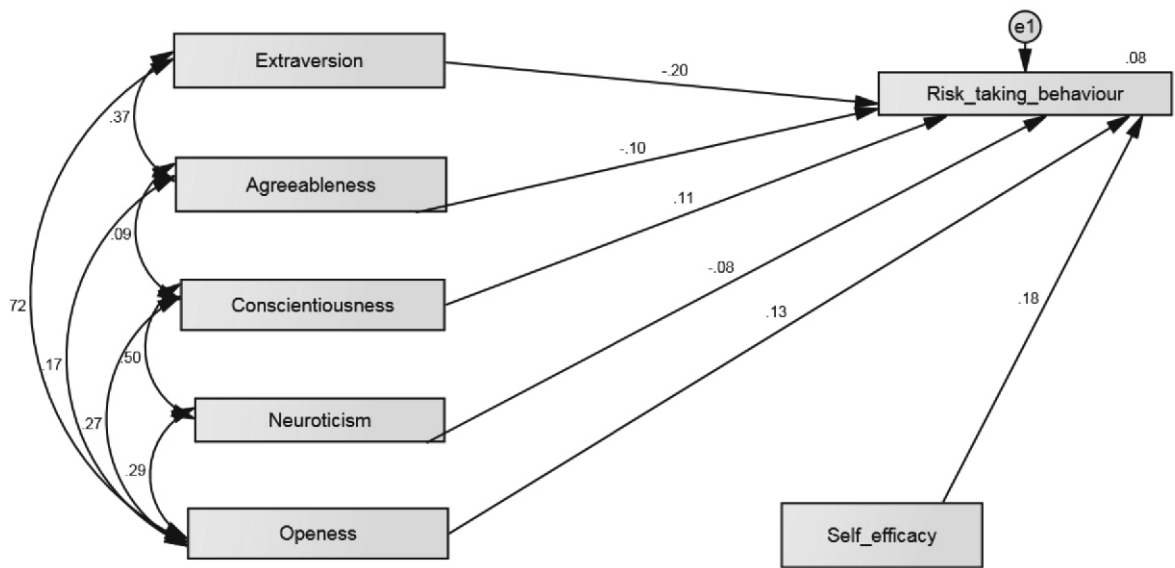 e1
.08
Extraversion
-.20
Risk_taking_behaviour
.37
-.10
Agreeableness
.11
.09
-.08
Conscientiousness
.18
72
.13
.50
.17
.27
Neuroticism
.29
Openess
Self_efficacy